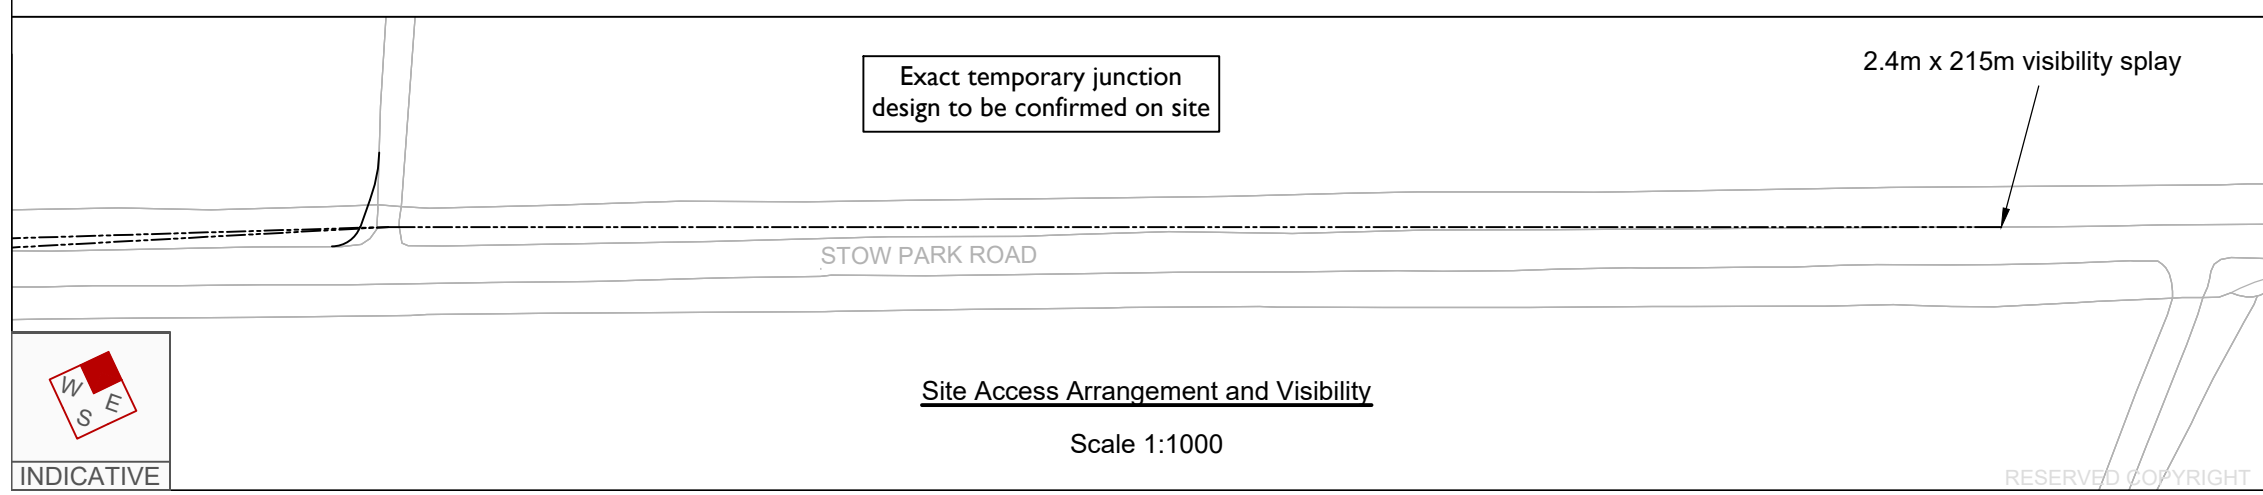 2.4m x 215m visibility splay
Exact temporary junction
design to be confirmed on site
STOW PARK ROAD
W
E
S
INDICATIVE
Site Access Arrangement and Visibility
Scale 1:1000
RESERVED COPYRIGHT